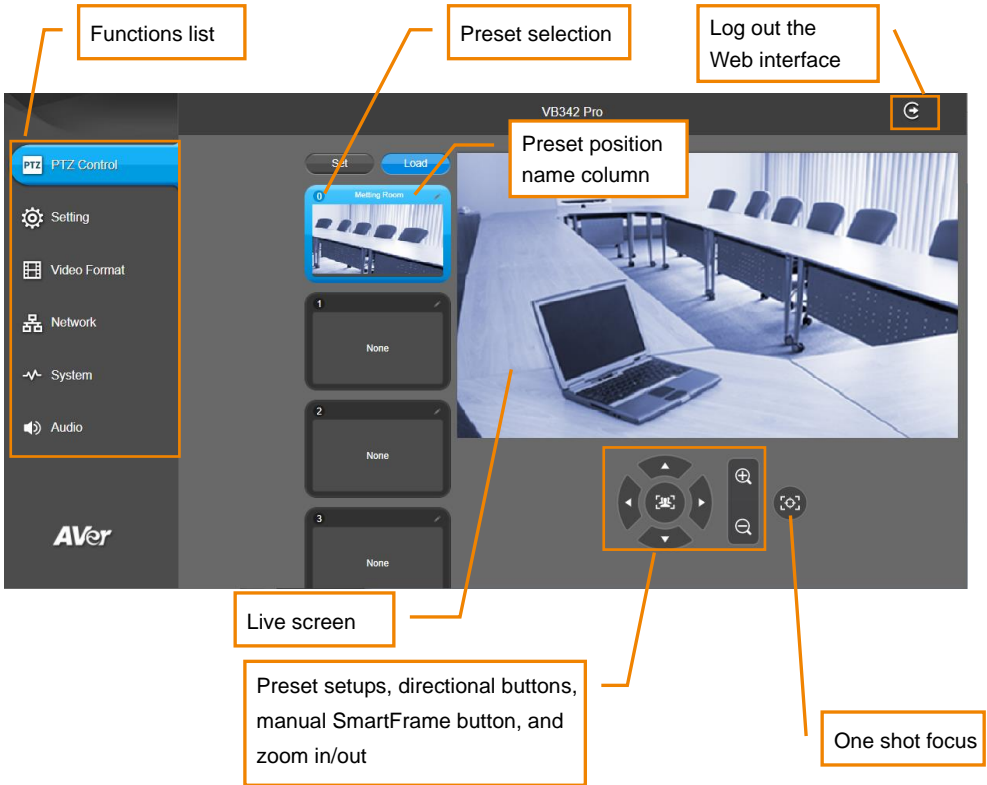 Functions list
Preset selection
Log out the
Web interface
VB342 Pro
PTZ PTZ Control
Set
Load
Preset position
name column
0
Metting Room
Setting
Video Format
1
None
Network
System
2
None
Audio
3
None
AVer
Live screen
Preset setups, directional buttons,
manual SmartFrame button, and
zoom in/out
One shot focus